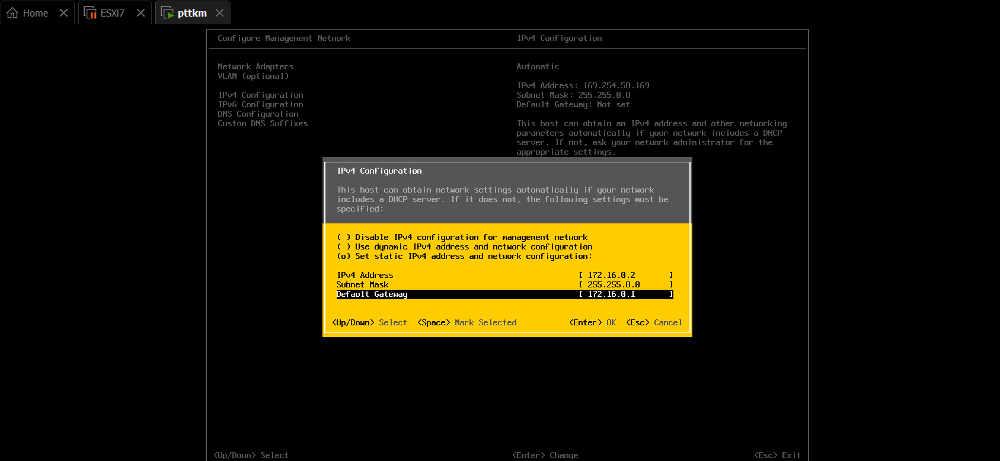 Home
ESXi7
pttkm
Configure Management Network
IPv4 Configuration
Network Adapters
VLAN (optional)
IPv4 Configuration
IPv6 Configuration
DNS Configuration
Custom DNS Suffixes
Automatic
IPv4 Address: 169.254.50.169
Subnet Mask: 255.255.0.0
Default Gateway: Not set
This host can obtain an IPv4 address and other networking
parameters automatically if your network includes a DHCP
server. If not, ask your network administrator for the
appropriate settings.
IPv4 Configuration
This host can obtain network settings automatically if your network
includes a DHCP server. If it does not, the following settings must be
specified:
( ) Disable IPv4 configuration for management network
( ) Use dynamic IPv4 address and network configuration
(o) Set static IPv4 address and network configuration:
IPv4 Address [ 172.16.0.2 ]
Subnet Mask [ 255.255.0.0 ]
Default Gateway [ 172.16.0.1 ]
<Up/Down> Select <Space> Mark Selected <Enter> OK <Esc> Cancel
<Up/Down> Select <Enter> Change <Esc> Exit